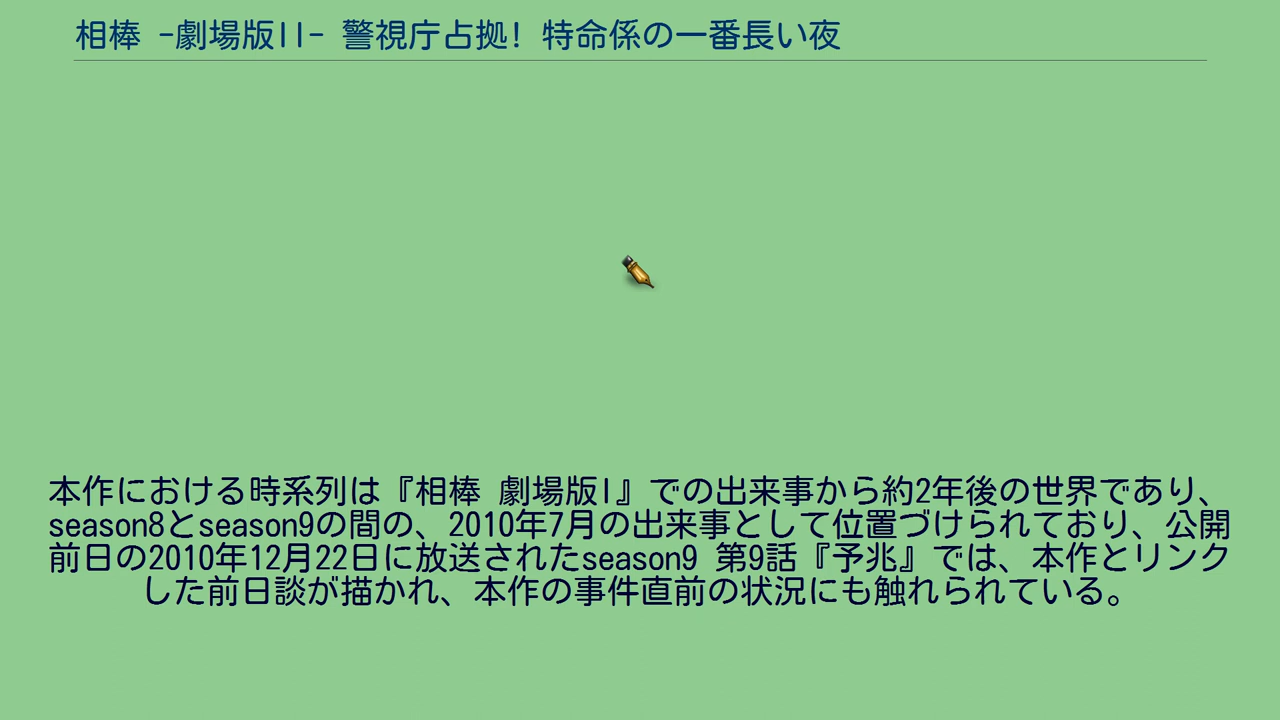 相棒 -劇場版II- 警視庁占拠! 特命係の一番長い夜
本作における時系列は『相棒 劇場版I』での出来事から約2年後の世界であり、
season8とseason9の間の、2010年7月の出来事として位置づけられており、公開
前日の2010年12月22日に放送されたseason9 第9話『予兆』では、本作とリンク
した前日談が描かれ、本作の事件直前の状況にも触れられている。